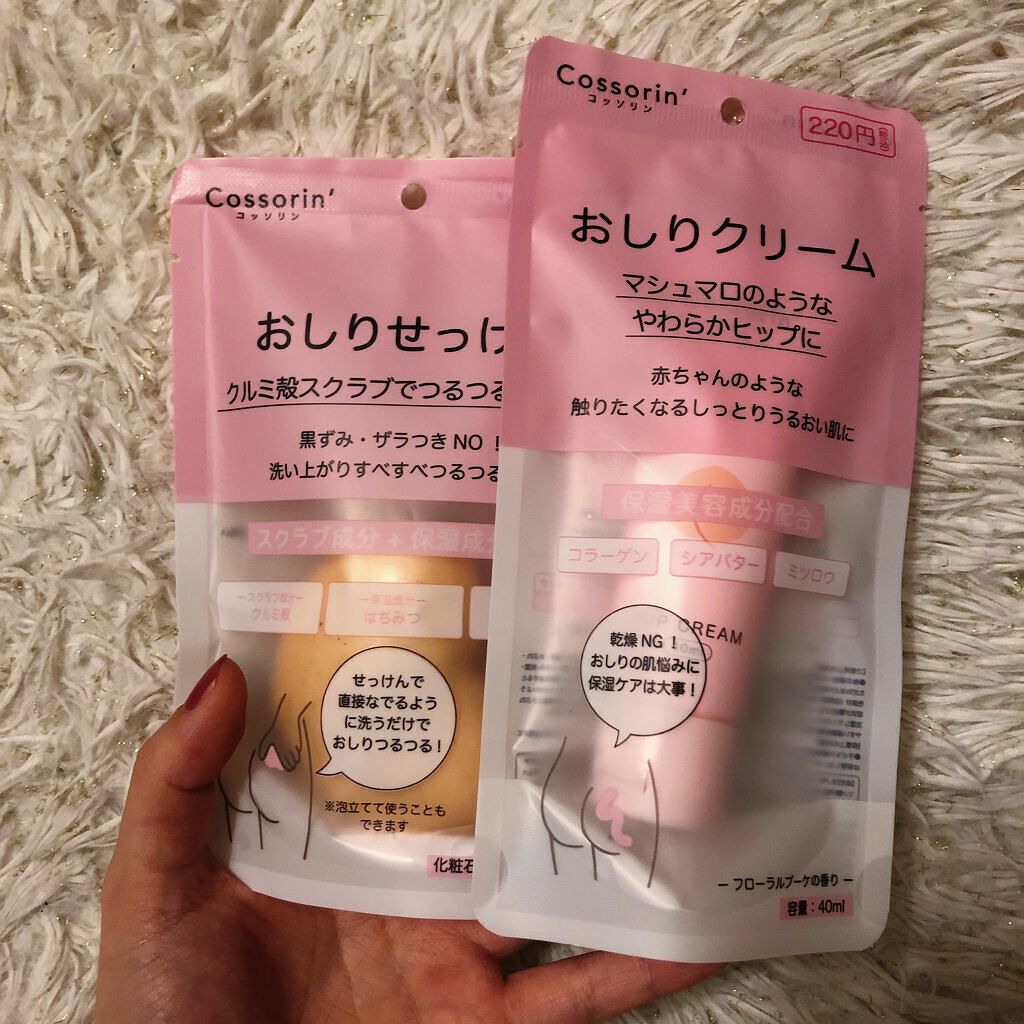 Cossorin'
コッソリン
おしりせっけ
クルミ殻スクラブでつるつる
黒ずみ・ザラつきNO!
洗い上がりすべすべつるつる
スクラブ成分 + 保湿成分
ースクラブ成分ー
クルミ殻
ー保湿成分ー
はちみつ
せっけんで
直接なでるよう
に洗うだけで
おしりつるつる!
※泡立てて使うことも
できます
化粧石
Cossorin'
コッソリン
220円(税込)
おしりクリーム
マシュマロのような
やわらかヒップに
赤ちゃんのような
触りたくなるしっとりうるおい肌に
保湿美容成分配合
コラーゲン
シアバター
ミツロウ
P CREAM
乾燥NG!
おしりの肌悩みに
保湿ケアは大事!
ーフローラルブーケの香りー
容量:40ml